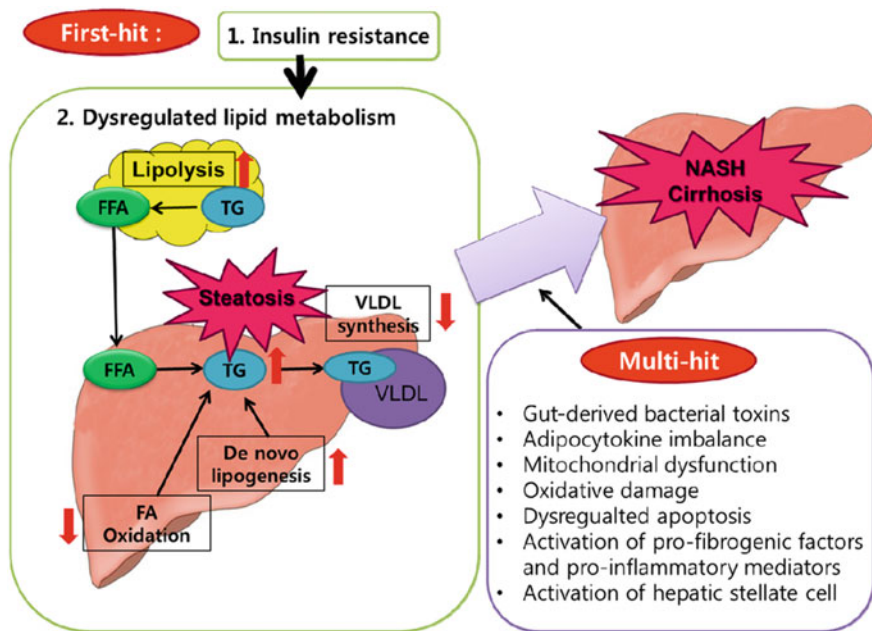 First-hit :
1. Insulin resistance
2. Dysregulated lipid metabolism
Lipolysis
FFA
TG
Steatosis
VLDL
synthesis
FFA
TG
TG
VLDL
De novo
lipogenesis
FA
Oxidation
NASH
Cirrhosis
Multi-hit
• Gut-derived bacterial toxins
• Adipocytokine imbalance
• Mitochondrial dysfunction
• Oxidative damage
• Dysregualted apoptosis
• Activation of pro-fibrogenic factors
and pro-inflammatory mediators
• Activation of hepatic stellate cell